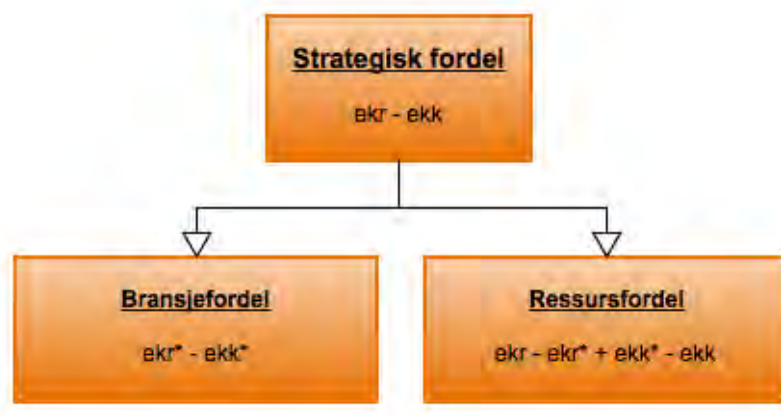 Strategisk fordel
ekr - ekk
Bransjefordel
ekr* - ekk*
Ressursfordel
ekr - ekr* + ekk* - ekk